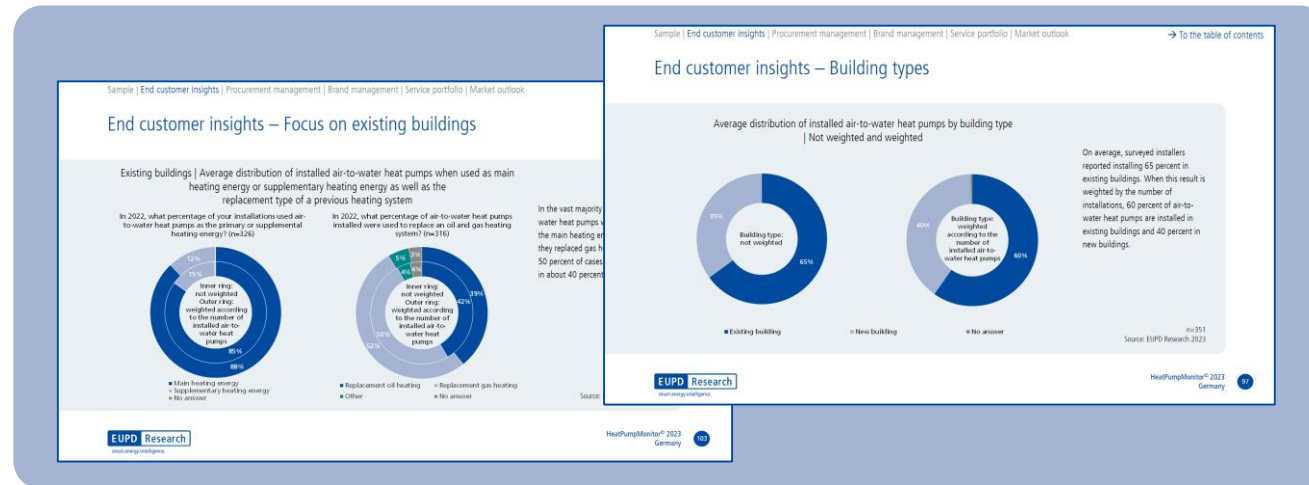 Sample | End customer insights | Procurement management | Brand management | Service portfolio | Market outlook
End customer insights – Focus on existing buildings
Existing buildings | Average distribution of installed air-to-water heat pumps when used as main
heating energy or supplementary heating energy as well as the
replacement type of a previous heating system
In 2022, what percentage of your installations used air-
to-water heat pumps as the primary or supplemental
heating energy? (n=326)
12%
15%
Inner ring:
not weighted
Outer ring:
weighted according
to the number of
installed air-to-
water heat
pumps
85%
88%
Main heating energy
Supplementary heating energy
No answer
In 2022, what percentage of air-to-water heat pumps
installed were used to replace an oil and gas heating
system? (n=316)
5% 3%
4% 4%
39%
42%
Inner ring:
not weighted
Outer ring:
weighted according
to the number of
installed air-to-
water heat
pumps
50%
52%
Replacement oil heating Replacement gas heating
Other No answer
In the vast majority
water heat pumps
the main heating
they replaced gas
50 percent of cases
in about 40 percent
Source:
EUPD Research
smart.energy.intelligence.
HeatPumpMonitor© 2023
Germany
103
Sample | End customer insights | Procurement management | Brand management | Service portfolio | Market outlook
→ To the table of contents
End customer insights – Building types
Average distribution of installed air-to-water heat pumps by building type
| Not weighted and weighted
35%
Building type:
not weighted
65%
40%
Building type:
weighted
according to the
number of
installed air-to-
water heat pumps
60%
Existing building New building No answer
On average, surveyed installers
reported installing 65 percent in
existing buildings. When this result is
weighted by the number of
installations, 60 percent of air-to-
water heat pumps are installed in
existing buildings and 40 percent in
new buildings.
n=351
Source: EUPD Research 2023
EUPD Research
smart.energy.intelligence.
HeatPumpMonitor© 2023
Germany
97